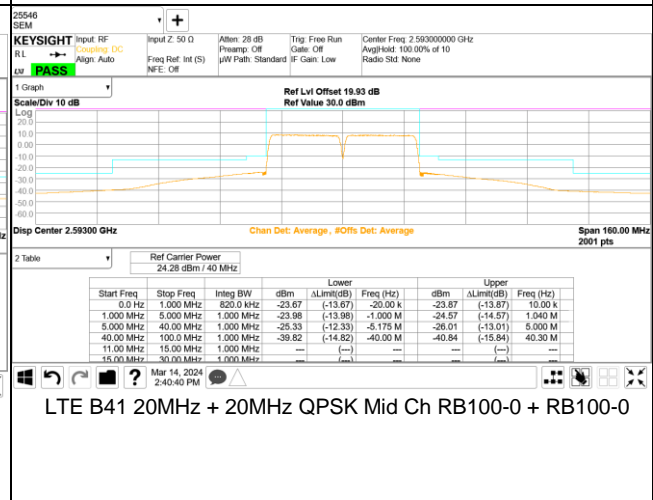 25546
SEM
KEYSIGHT Input: RF Input Z: 50 Ω Atten: 28 dB Trig: Free Run Center Freq: 2.593000000 GHz
RL Coupling: DC Preamp: Off Gate: Off Avg|Hold: 100.00% of 10
Align: Auto Freq Ref: Int (S) µW Path: Standard IF Gain: Low Radio Std: None
PASS NFE: Off
1 Graph Ref Lvl Offset 19.93 dB
Scale/Div 10 dB Ref Value 30.0 dBm
Log
20.0
10.00
0.00
-10.0
-20.0
-30.0
-40.0
-50.0
-60.0
Disp Center 2.59300 GHz Chan Det: Average, #Offs Det: Average Span 160.00 MHz
2001 pts
2 Table Ref Carrier Power
24.28 dBm / 40 MHz
Lower Upper
Start Freq Stop Freq Integ BW dBm ΔLimit(dB) Freq (Hz) dBm ΔLimit(dB) Freq (Hz)
0.0 Hz 1.000 MHz 820.0 kHz -23.67 (-13.67) -20.00 k -23.87 (-13.87) 10.00 k
1.000 MHz 5.000 MHz 1.000 MHz -23.98 (-13.98) -1.000 M -24.57 (-14.57) 1.040 M
5.000 MHz 40.00 MHz 1.000 MHz -25.33 (-12.33) -5.175 M -26.01 (-13.01) 5.000 M
40.00 MHz 100.0 MHz 1.000 MHz -39.82 (-14.82) -40.00 M -40.84 (-15.84) 40.30 M
11.00 MHz 15.00 MHz 1.000 MHz --- (---) --- --- (---) ---
15.00 MHz 30.00 MHz 1.000 MHz --- (---) --- --- (---) ---
Mar 14, 2024
2:40:40 PM
LTE B41 20MHz + 20MHz QPSK Mid Ch RB100-0 + RB100-0